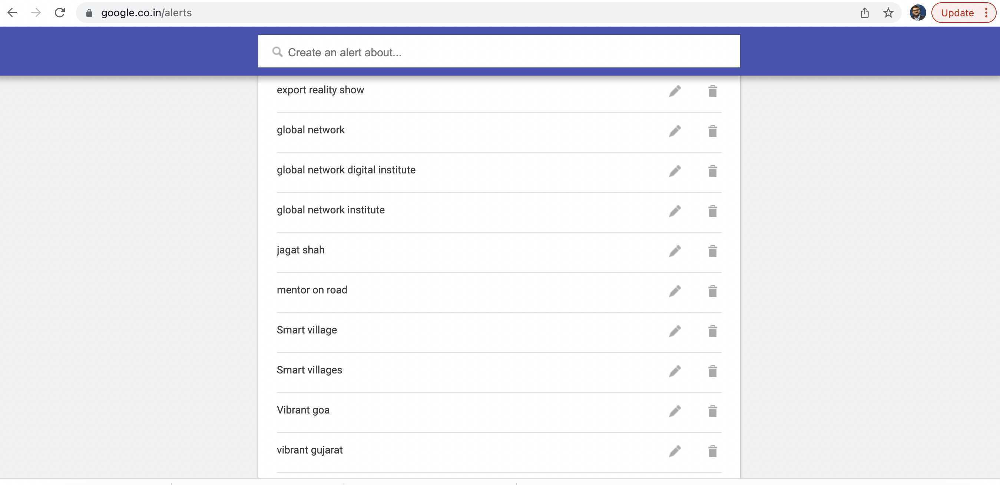 google.co.in/alerts
Update
Create an alert about...
export reality show
global network
global network digital institute
global network institute
jagat shah
mentor on road
Smart village
Smart villages
Vibrant goa
vibrant gujarat